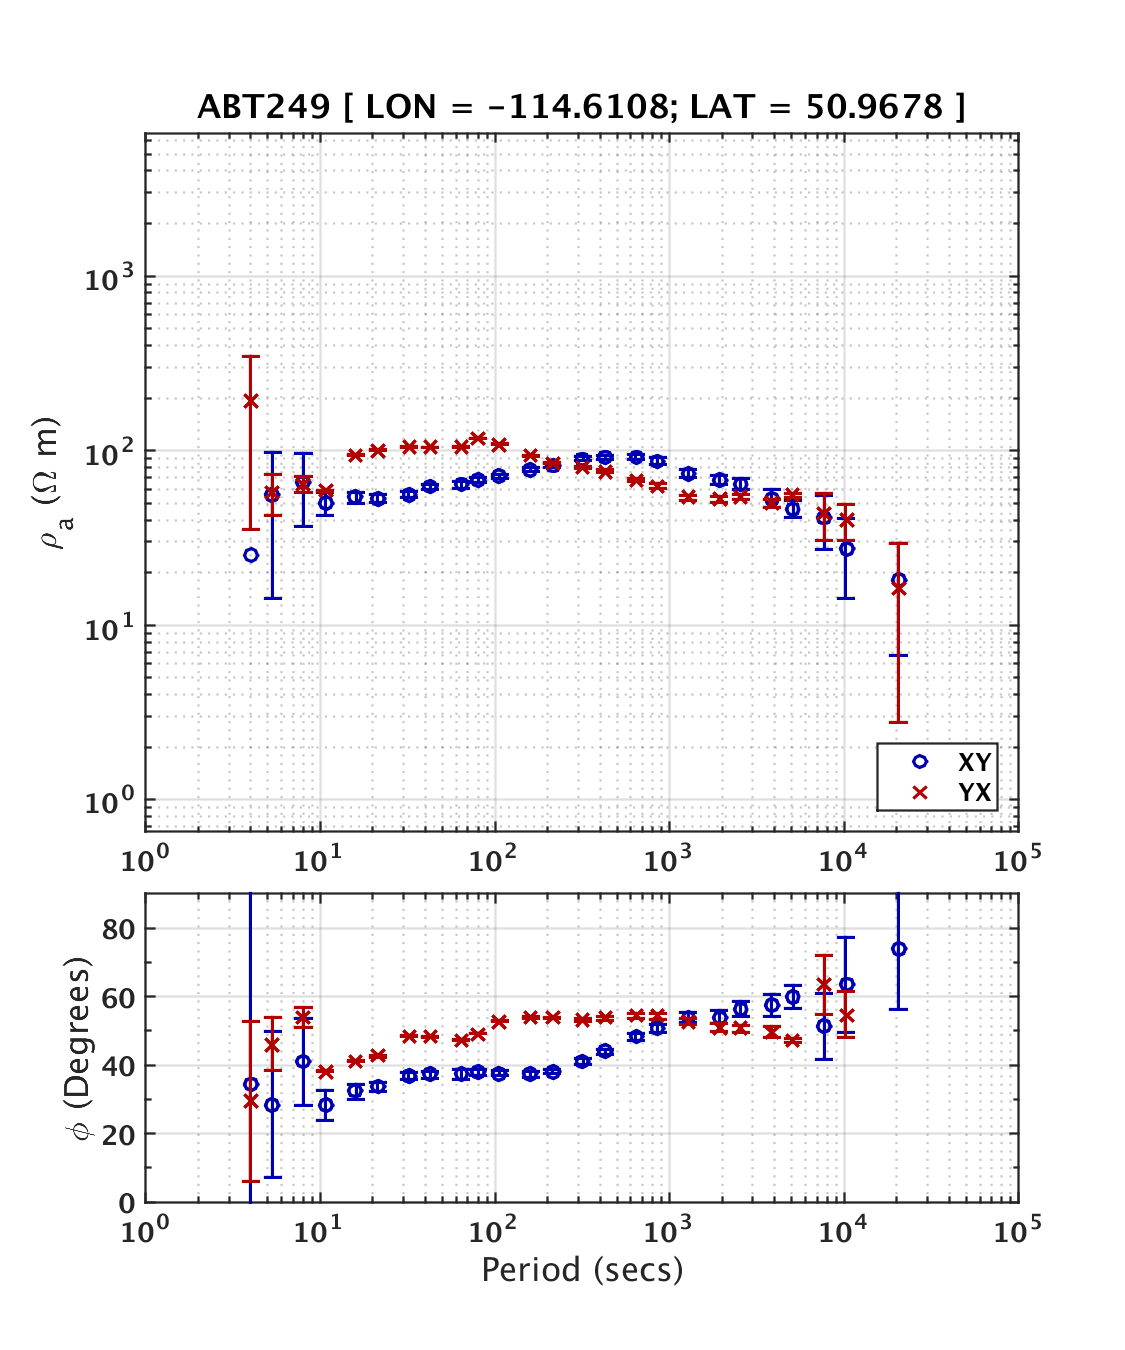 ABT249 [ LON = -114.6108; LAT = 50.9678 ]
10³
10²
10¹
10⁰
ρₐ (Ω m)
XY
YX
10⁰ 10¹ 10² 10³ 10⁴ 10⁵
80
60
40
20
0
ϕ (Degrees)
10⁰ 10¹ 10² 10³ 10⁴ 10⁵
Period (secs)